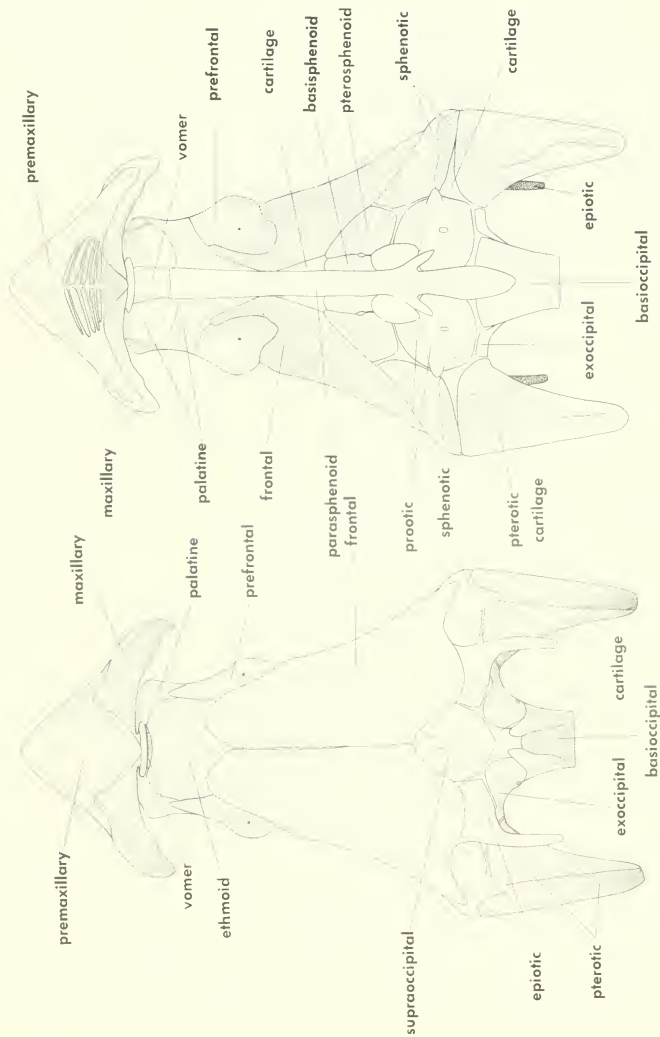 premaxillary
vomer
prefrontal
cartilage
basisphenoid
pterosphenoid
sphenotic
cartilage
maxillary
palatine
frontal
parasphenoid
frontal
prootic
sphenotic
pterotic
cartilage
exoccipital
epiotic
basioccipital
premaxillary
maxillary
palatine
prefrontal
vomer
ethmoid
supraoccipital
epiotic
pterotic
exoccipital
cartilage
basioccipital